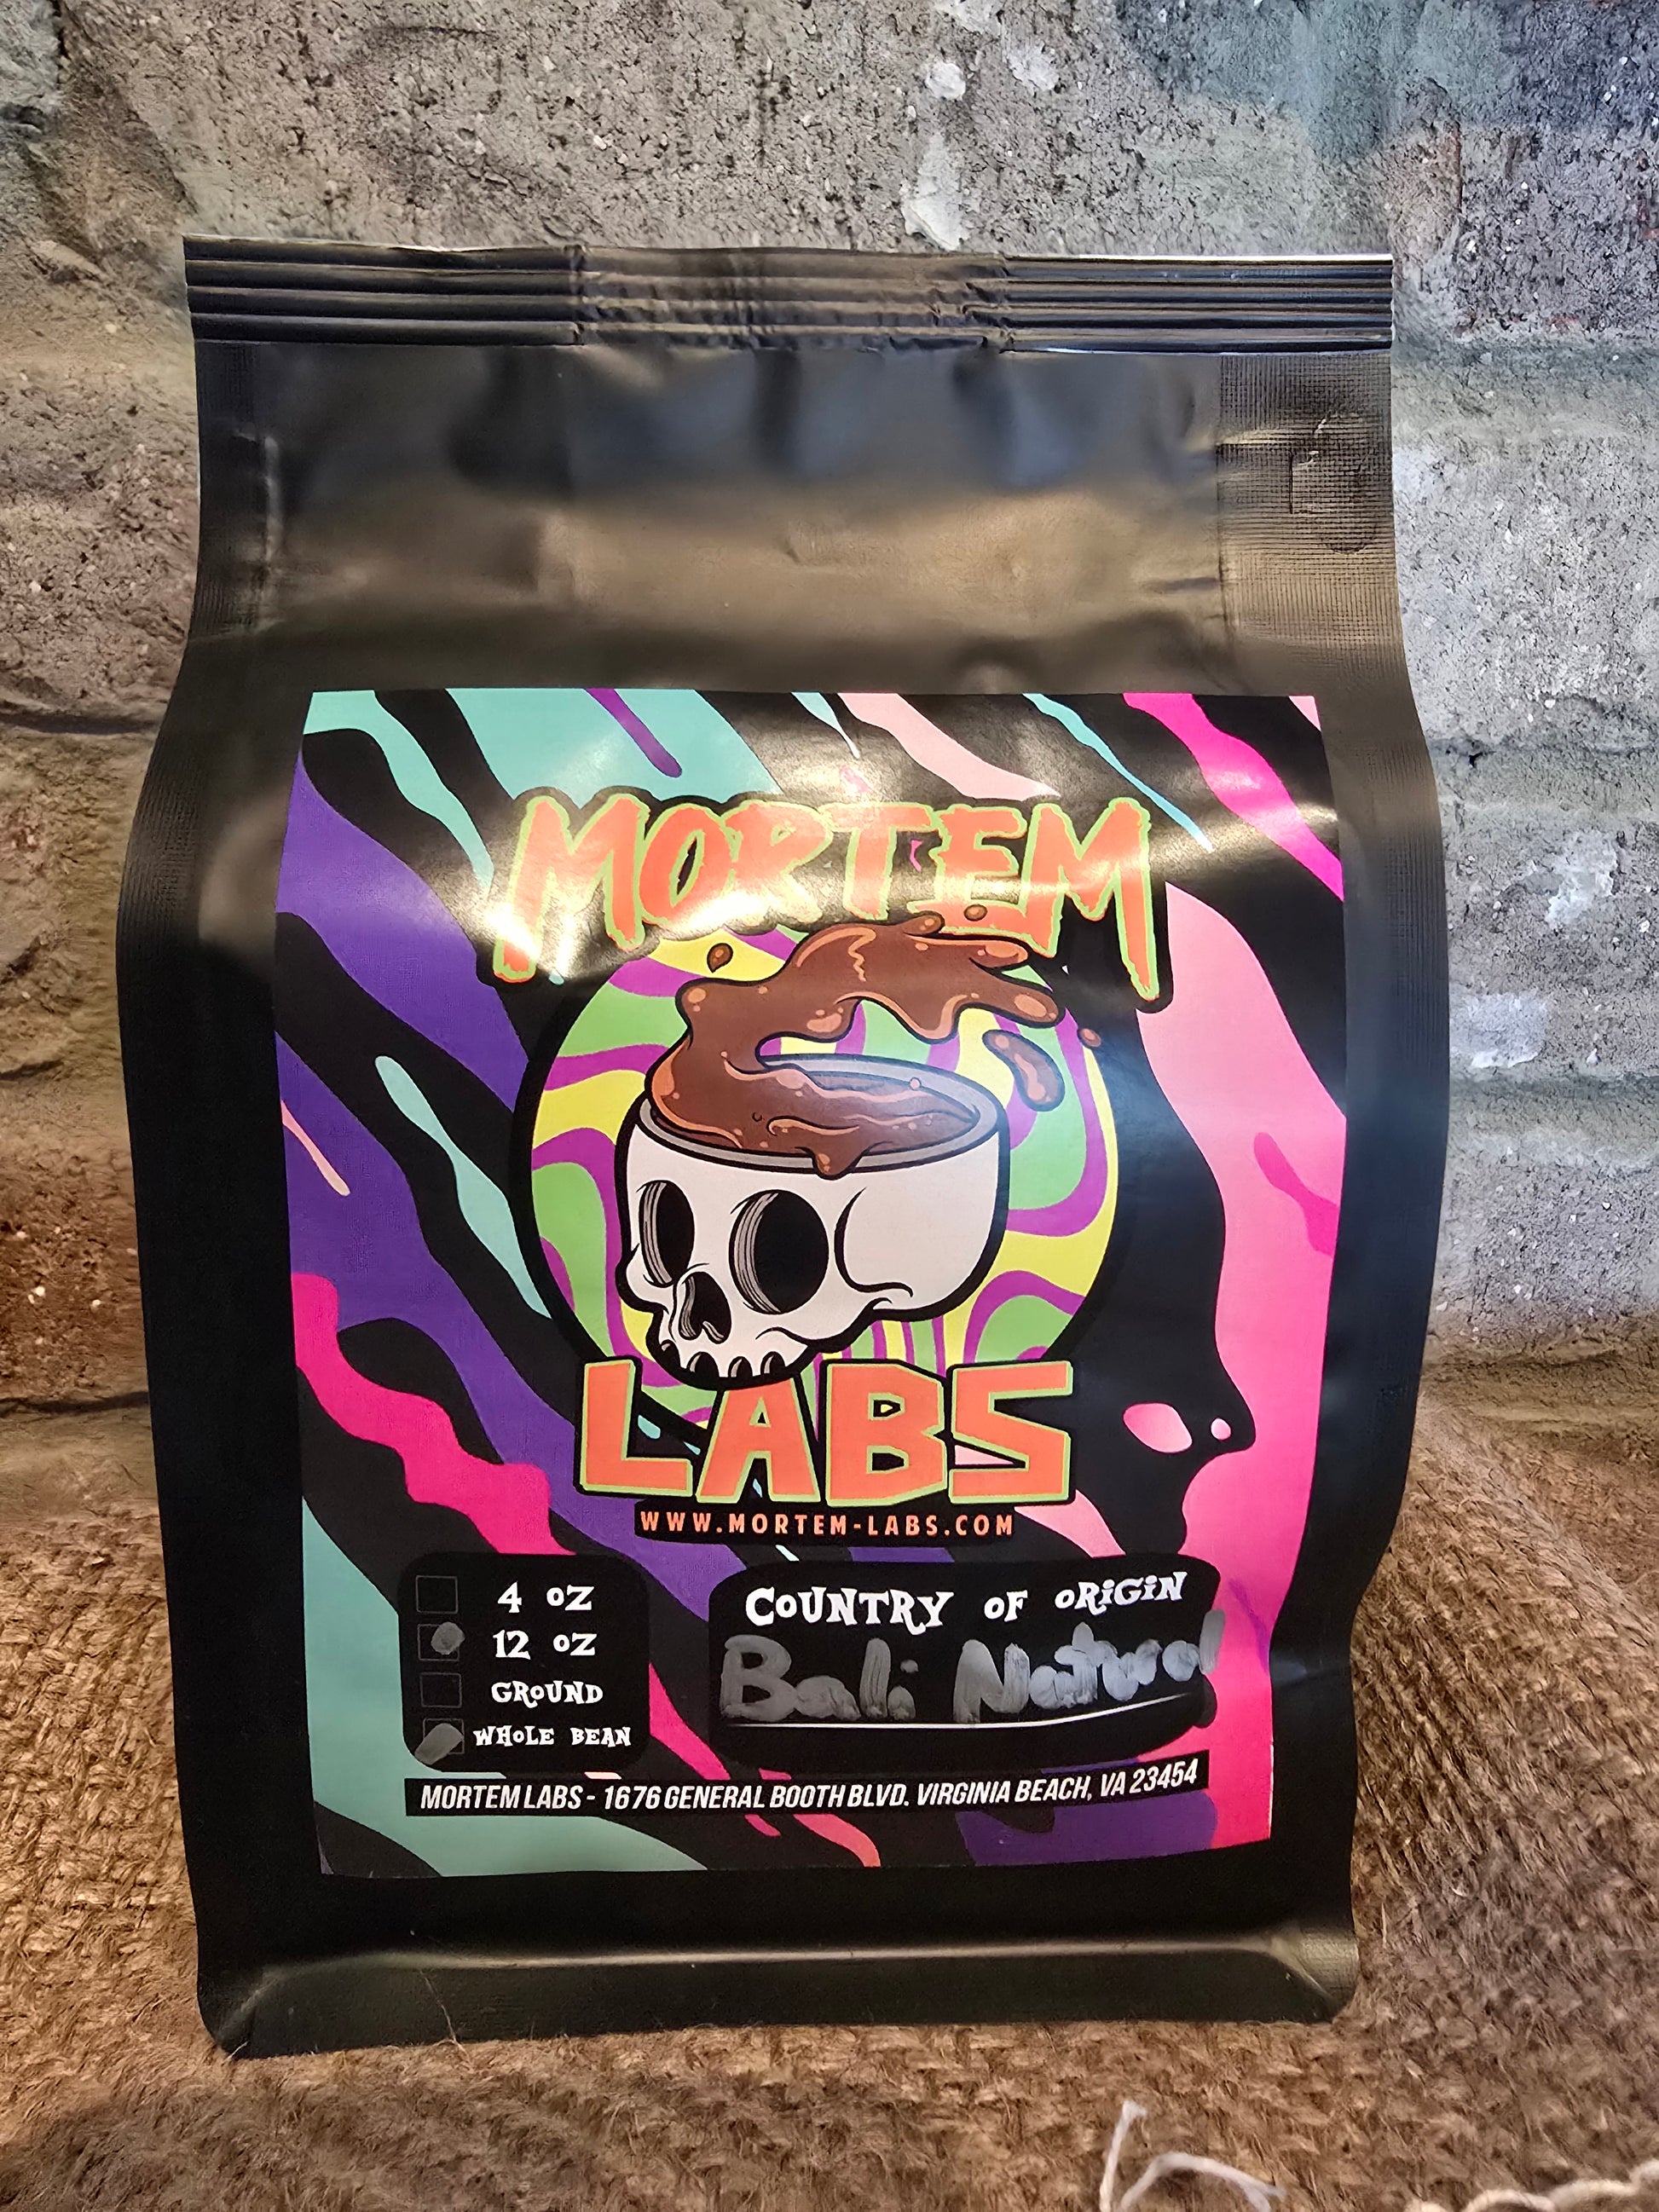 MORTEM
LABS
WWW.MORTEM-LABS.COM
4 OZ
12 OZ
GROUND
WHOLE BEAN
COUNTRY OF ORIGIN
Bali Natural
MORTEM LABS - 1676 GENERAL BOOTH BLVD. VIRGINIA BEACH, VA 23454